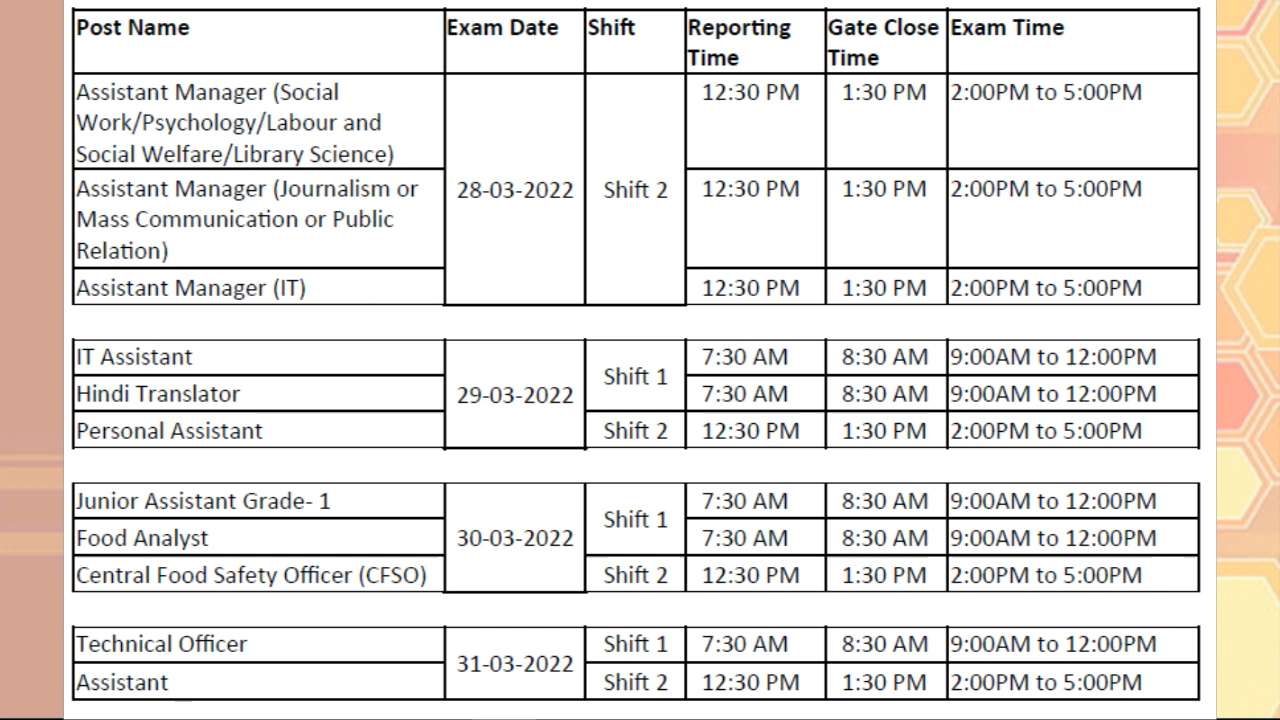 Post Name Exam Date Shift Reporting Time Gate Close Time Exam Time
Assistant Manager (Social
Work/Psychology/Labour and
Social Welfare/Library Science)
28-03-2022 Shift 2
12:30 PM 1:30 PM 2:00PM to 5:00PM
Assistant Manager (Journalism or
Mass Communication or Public
Relation)
12:30 PM 1:30 PM 2:00PM to 5:00PM
Assistant Manager (IT) 12:30 PM 1:30 PM 2:00PM to 5:00PM
IT Assistant 29-03-2022 Shift 1 7:30 AM 8:30 AM 9:00AM to 12:00PM
Hindi Translator 7:30 AM 8:30 AM 9:00AM to 12:00PM
Personal Assistant Shift 2 12:30 PM 1:30 PM 2:00PM to 5:00PM
Junior Assistant Grade- 1 30-03-2022 Shift 1 7:30 AM 8:30 AM 9:00AM to 12:00PM
Food Analyst 7:30 AM 8:30 AM 9:00AM to 12:00PM
Central Food Safety Officer (CFSO) Shift 2 12:30 PM 1:30 PM 2:00PM to 5:00PM
Technical Officer 31-03-2022 Shift 1 7:30 AM 8:30 AM 9:00AM to 12:00PM
Assistant Shift 2 12:30 PM 1:30 PM 2:00PM to 5:00PM